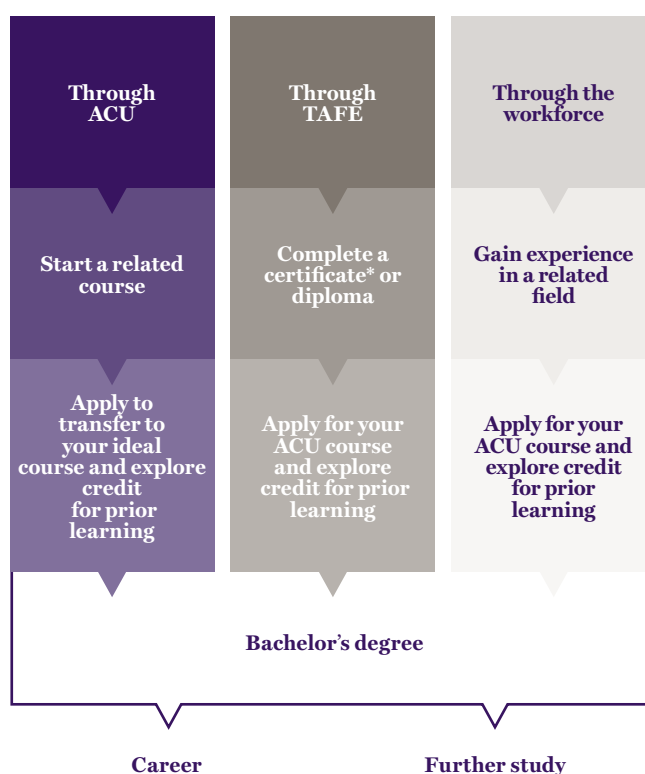 Through
ACU
Start a related
course
Apply to
transfer to
your ideal
course and explore
credit
for prior
learning
Through
TAFE
Complete a
certificate* or
diploma
Apply for your
ACU course
and explore
credit for prior
learning
Through the
workforce
Gain experience
in a related
field
Apply for your
ACU course and
explore credit
for prior
learning
Bachelor’s degree
Career
Further study